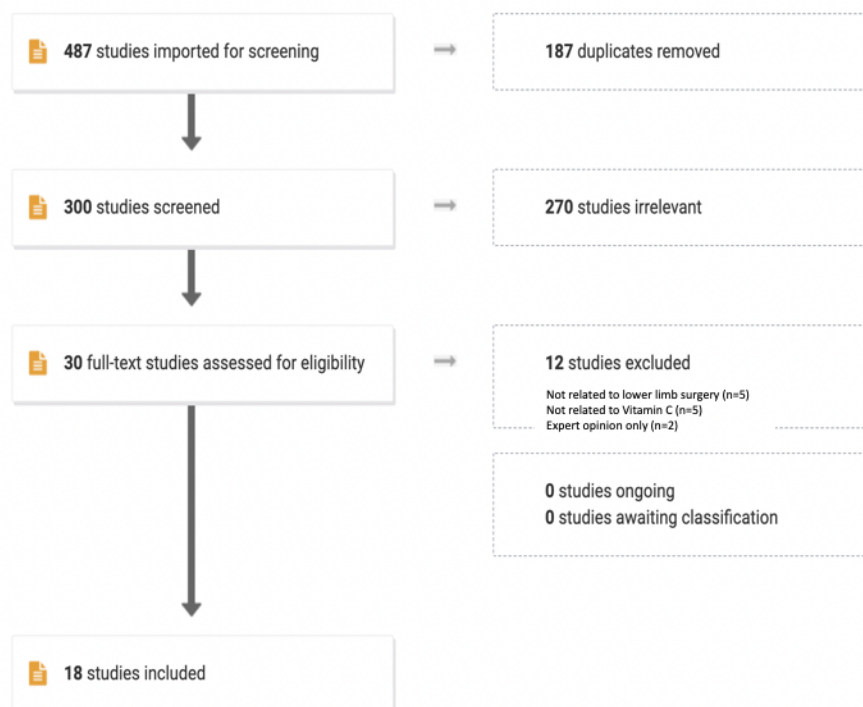 487 studies imported for screening
187 duplicates removed
300 studies screened
270 studies irrelevant
30 full-text studies assessed for eligibility
12 studies excluded
Not related to lower limb surgery (n=5)
Not related to Vitamin C (n=5)
Expert opinion only (n=2)
0 studies ongoing
0 studies awaiting classification
18 studies included